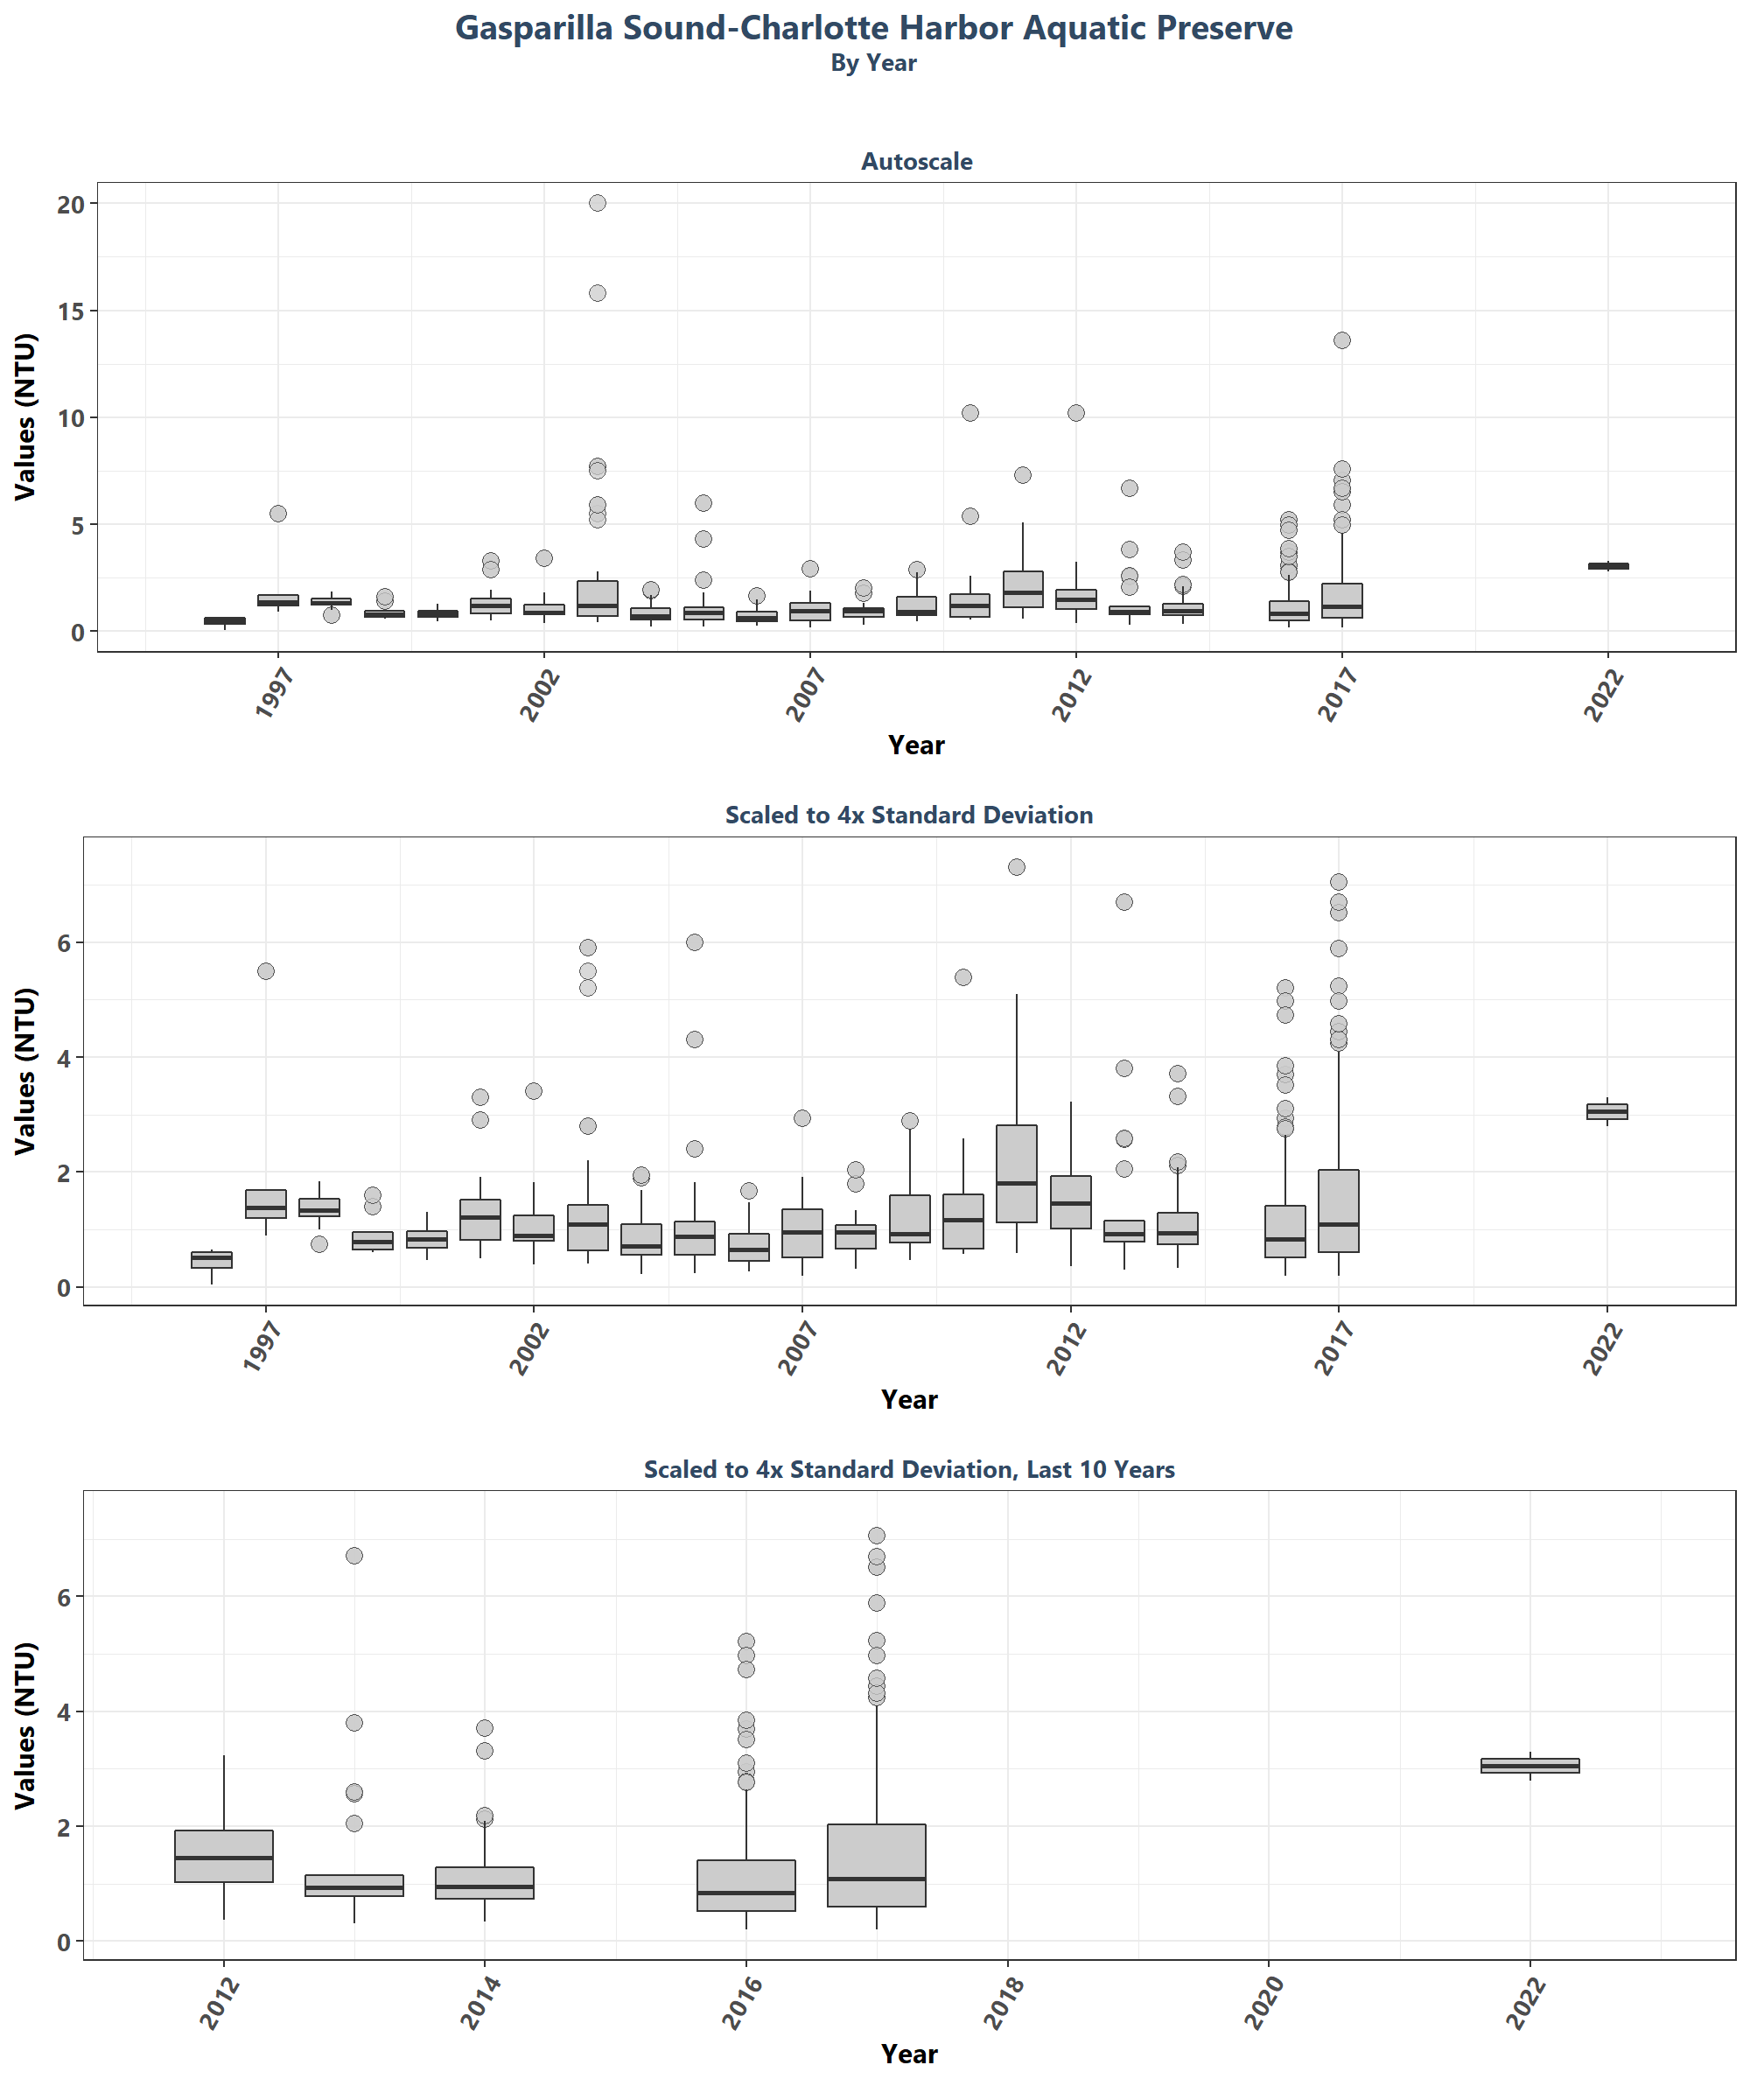 Gasparilla Sound-Charlotte Harbor Aquatic Preserve
By Year
Autoscale
Values (NTU)
20
15
10
5
0
1997
2002
2007
2012
2017
2022
Year
Scaled to 4x Standard Deviation
Values (NTU)
6
4
2
0
1997
2002
2007
2012
2017
2022
Year
Scaled to 4x Standard Deviation, Last 10 Years
Values (NTU)
6
4
2
0
2012
2014
2016
2018
2020
2022
Year